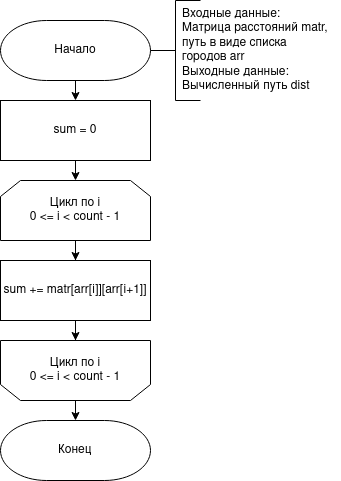 Начало
Входные данные:
Матрица расстояний matr,
путь в виде списка
городов arr
Выходные данные:
Вычисленный путь dist
sum = 0
Цикл по i
0 <= i < count - 1
sum += matr[arr[i]][arr[i+1]]
Цикл по i
0 <= i < count - 1
Конец